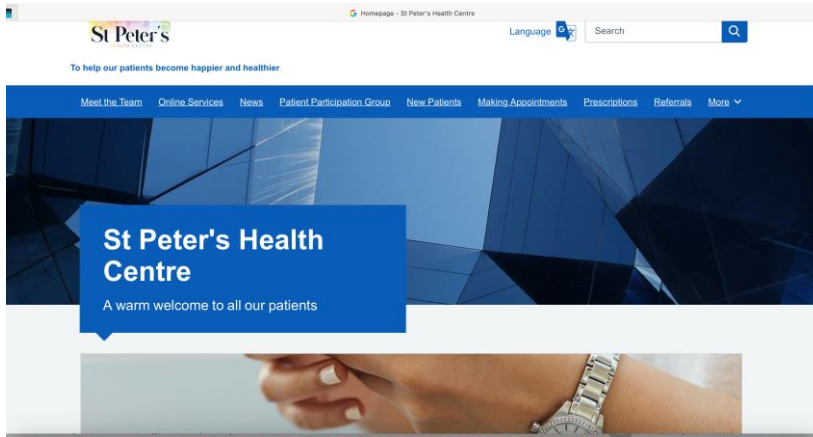 Homepage - St Peter's Health Centre
St Peter's
HEALTH CENTRE
Language
Search
To help our patients become happier and healthier
Meet the Team Online Services News Patient Participation Group New Patients Making Appointments Prescriptions Referrals More
St Peter's Health
Centre
A warm welcome to all our patients